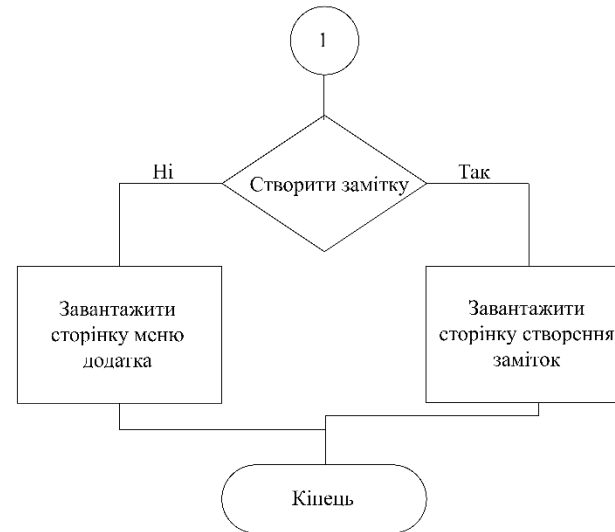 1
Ні
Створити замітку
Так
Завантажити
сторінку меню
додатка
Завантажити
сторінку створення
заміток
Кінець